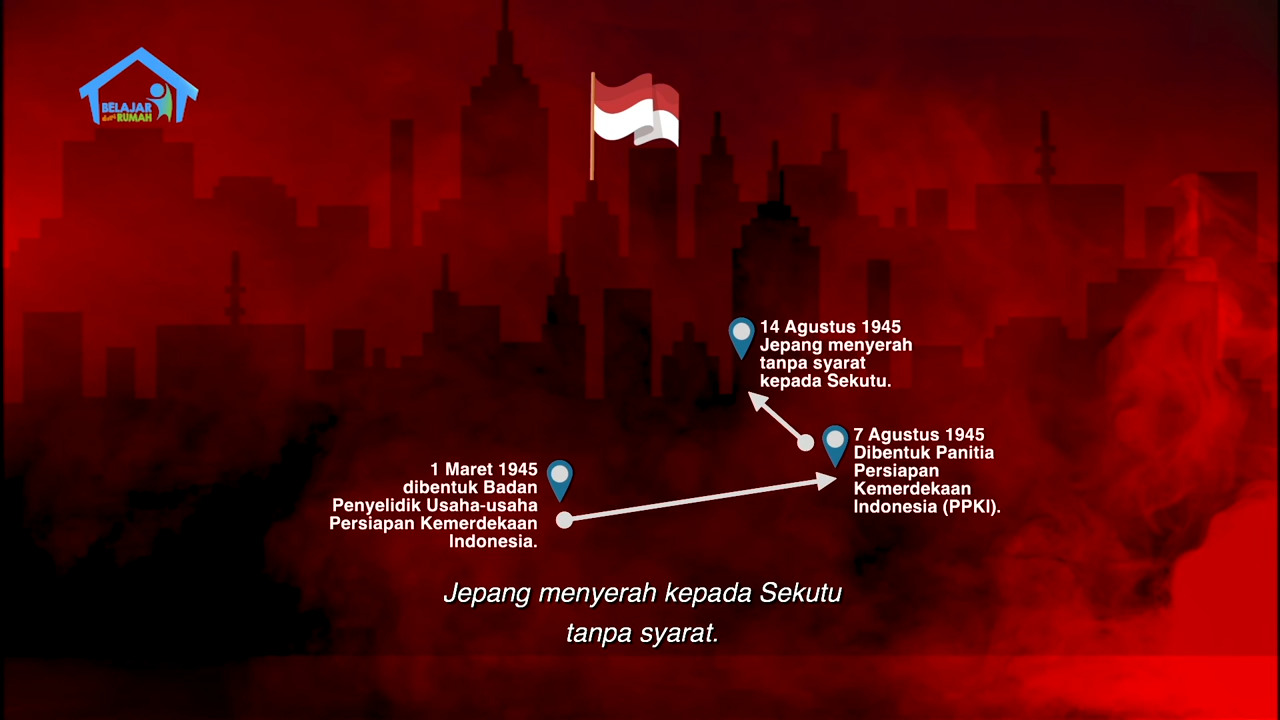 BELAJAR
dari RUMAH
14 Agustus 1945
Jepang menyerah
tanpa syarat
kepada Sekutu.
7 Agustus 1945
Dibentuk Panitia
Persiapan
Kemerdekaan
Indonesia (PPKI).
1 Maret 1945
dibentuk Badan
Penyelidik Usaha-usaha
Persiapan Kemerdekaan
Indonesia.
Jepang menyerah kepada Sekutu
tanpa syarat.